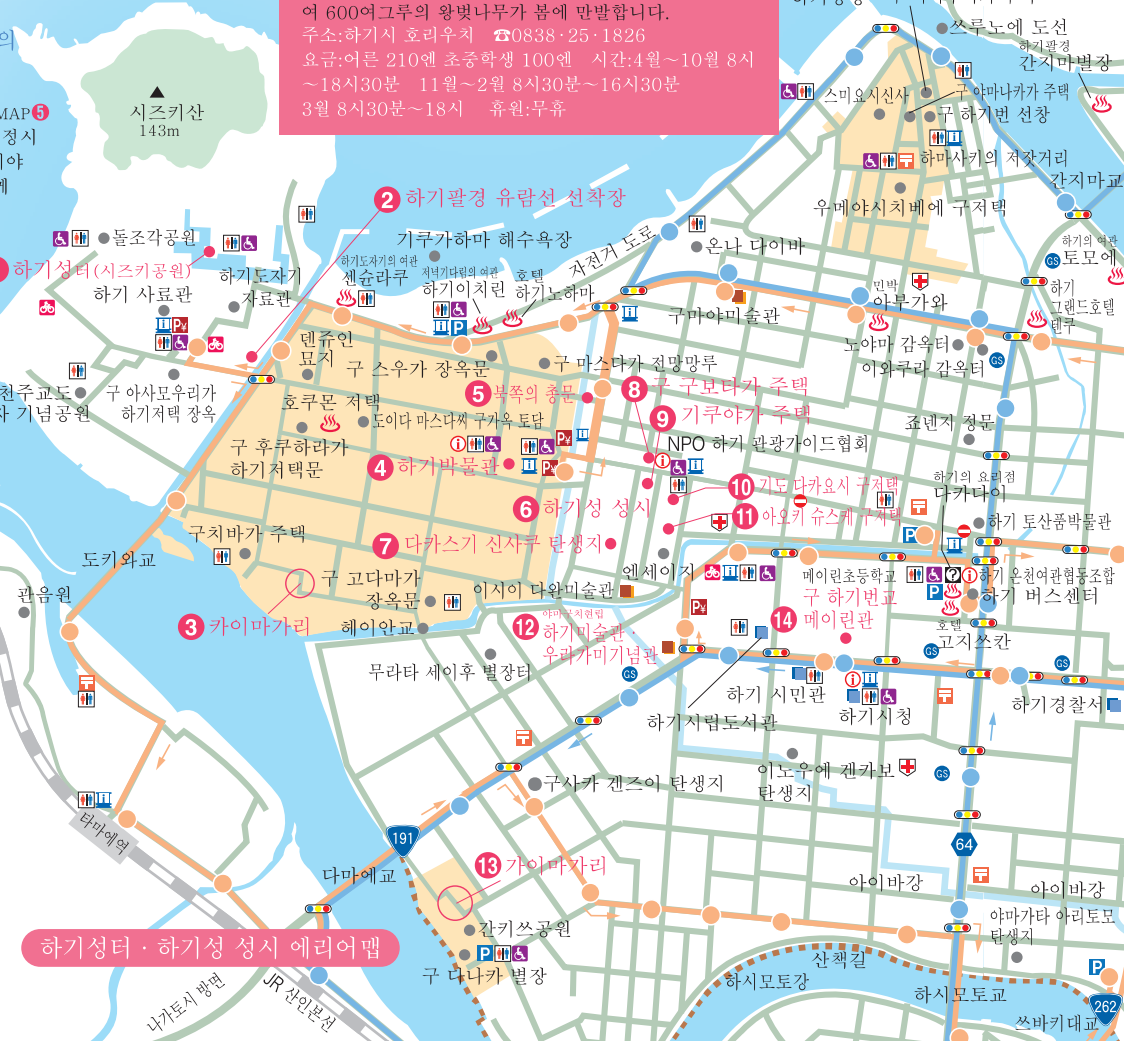 여 600여그루의 왕벚나무가 봄에 만발합니다.
주소:하기시 호리우치 ☎0838·25·1826
요금:어른 210엔 초중학생 100엔 시간:4월~10월 8시
~18시30분 11월~2월 8시30분~16시30분
3월 8시30분~18시 휴원:무휴
쓰루노에 도선
하기팔경
간지마별장
의
MAP 5
정시
시즈키산
143m
스미요시신사
구 야마나카가 주택
구 하기번 선창
하마사키의 저잣거리
간지마교
우메야시치베에 구저택
2 하기팔경 유람선 선착장
돌조각공원
하기성터(시즈키공원)
하기 사료관
하기도자기
자료관
기쿠가하마 해수욕장
자전거 도로
온나 다이바
하기도자기의 여관
센슌라쿠
저녁기다림의 여관
하기이치린
호텔
하기노하마
하기의 여관
토모에
GS
민박
아부가와
하기
그랜드호텔
텐쿠
구마야미술관
덴쥬인
묘지
구 스우가 장옥문
구 마스다가 전망망루
노야마 감옥터
이와쿠라 감옥터
GS
천주교도
자 기념공원
구 아사모우리가
하기저택 장옥
호쿠몬 저택
5 북쪽의 총문
8 구 구보타가 주택
9 기쿠야가 주택
도이다 마스다씨 구가옥 토담
죠넨지 정문
NPO 하기 관광가이드협회
구 후쿠하라가
하기저택문
4 하기박물관
하기의 요리점
다카다이
10 기도 다카요시 구저택
6 하기성 성시
11 아오키 슈스케 구저택
하기 토산품박물관
구치바가 주택
7 다카스기 신사쿠 탄생지
도키와교
엔세이지
메이린초등학교
하기 온천여관협동조합
구 고다마가
장옥문
이시이 다와미술관
구 하기번교
14 메이린관
하기 버스센터
관음원
3 카이마가리
헤이안교
야마구치현립
12 하기미술관·
우라가미기념관
호텔
고지쏘칸
GS
무라타 세이후 별장터
GS
GS
하기 시민관
하기시립도서관
하기시청
하기경찰서
이노우에 겐카보
탄생지
GS
구사카 겐즈이 탄생지
타마에역
191
64
13 가이마가리
다마에교
아이바강
아이바강
야마가타 아리토모
탄생지
간키쓰공원
하기성터·하기성 성시 에리어맵
구 다나카 별장
산책길
하시모토강
하시모토교
나가토시 방면
JR 산인본선
262
쓰바키대교